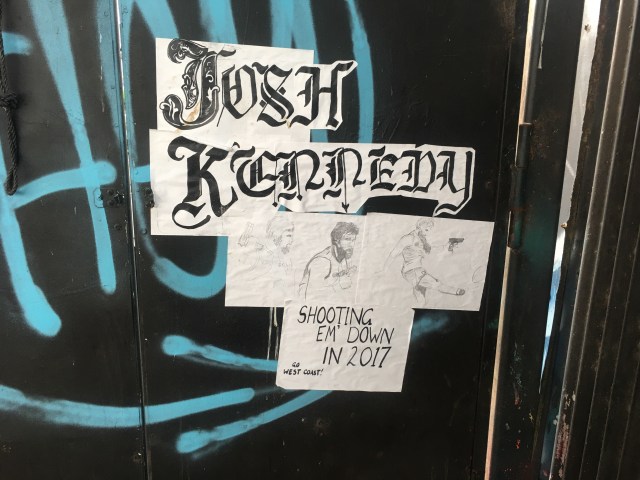 JOSH
KENNEDY
SHOOTING
EM' DOWN
IN 2017
GO
WEST COAST!